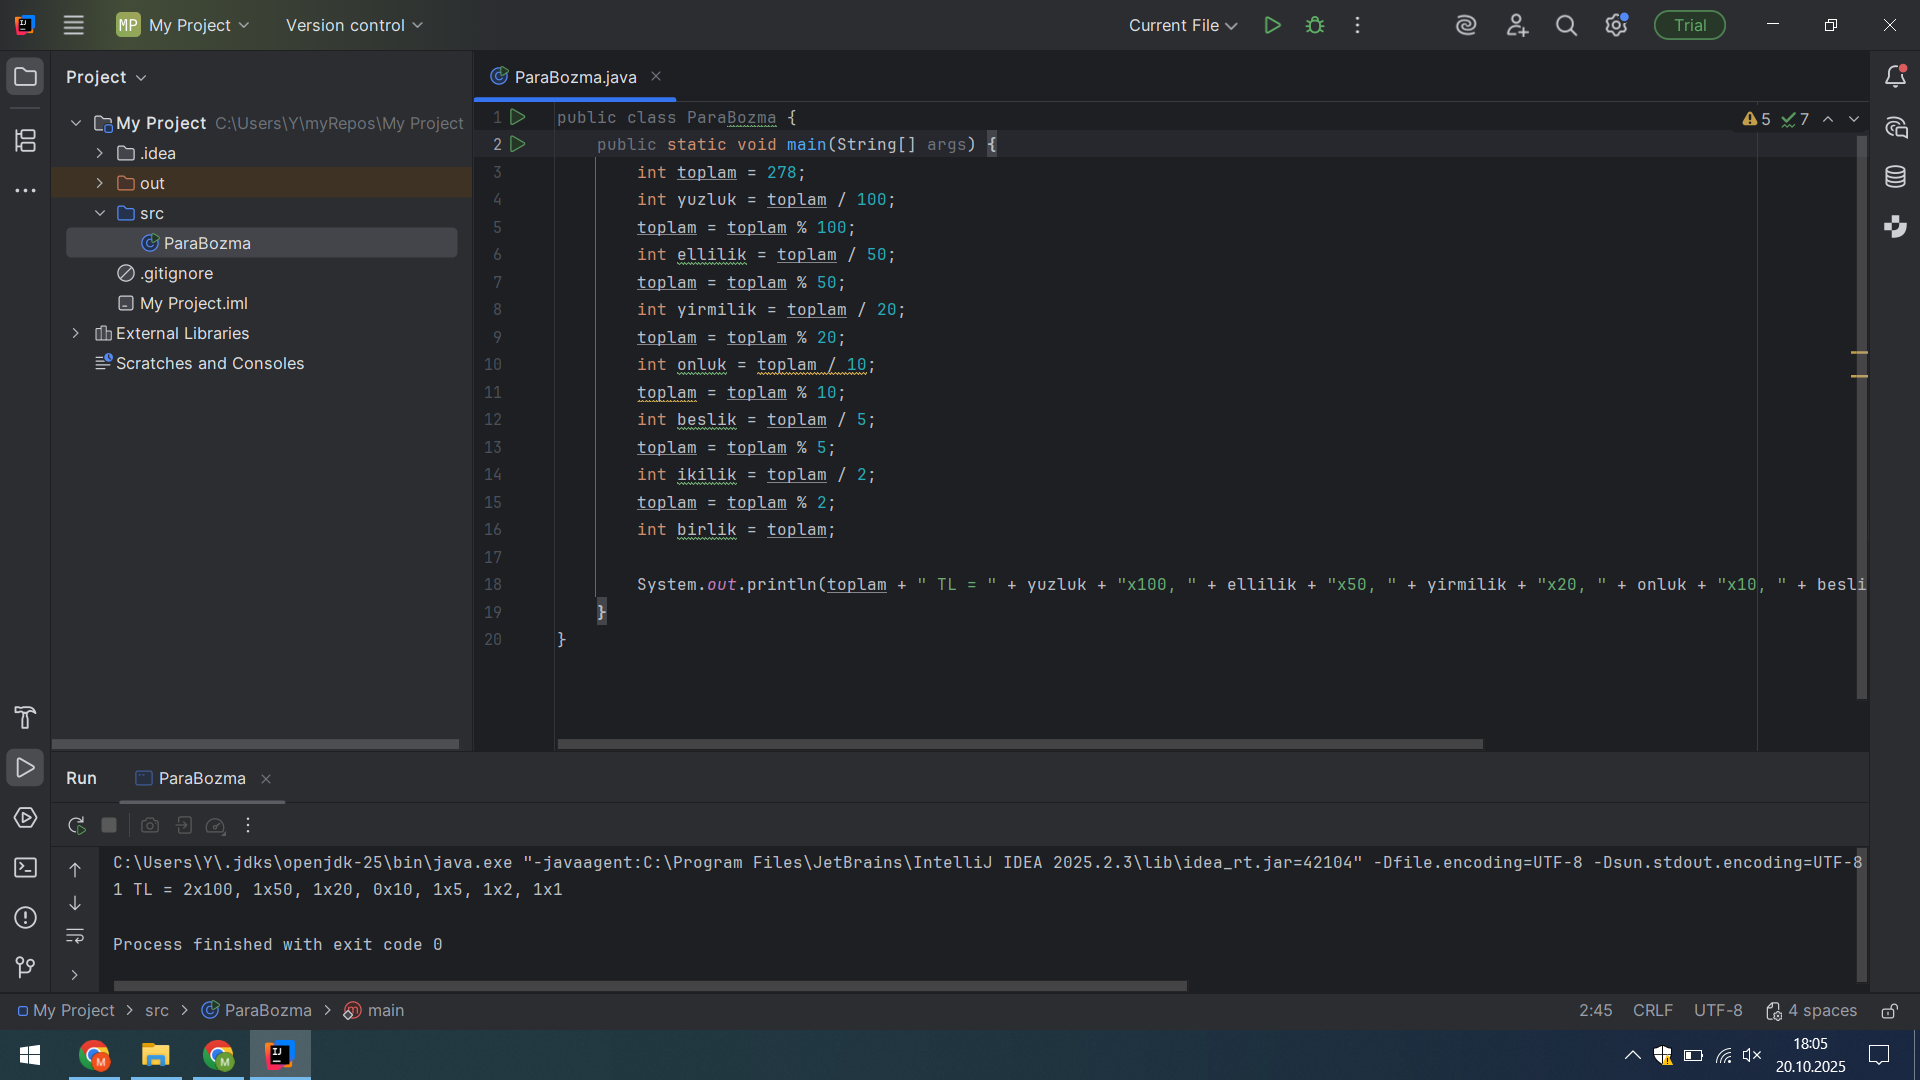 MP My Project Version control Current File Trial
Project
ParaBozma.java
My Project C:\Users\Y\myRepos\My Project
.idea
out
src
ParaBozma
.gitignore
My Project.iml
External Libraries
Scratches and Consoles
5 7
1 public class ParaBozma {
2 public static void main(String[] args) {
3 int toplam = 278;
4 int yuzluk = toplam / 100;
5 toplam = toplam % 100;
6 int ellilik = toplam / 50;
7 toplam = toplam % 50;
8 int yirmilik = toplam / 20;
9 toplam = toplam % 20;
10 int onluk = toplam / 10;
11 toplam = toplam % 10;
12 int beslik = toplam / 5;
13 toplam = toplam % 5;
14 int ikilik = toplam / 2;
15 toplam = toplam % 2;
16 int birlik = toplam;
17
18 System.out.println(toplam + " TL = " + yuzluk + "x100, " + ellilik + "x50, " + yirmilik + "x20, " + onluk + "x10, " + besli
19 }
20 }
Run ParaBozma
C:\Users\Y\.jdks\openjdk-25\bin\java.exe "-javaagent:C:\Program Files\JetBrains\IntelliJ IDEA 2025.2.3\lib\idea_rt.jar=42104" -Dfile.encoding=UTF-8 -Dsun.stdout.encoding=UTF-8
1 TL = 2x100, 1x50, 1x20, 0x10, 1x5, 1x2, 1x1
Process finished with exit code 0
My Project > src > ParaBozma > main 2:45 CRLF UTF-8 4 spaces
18:05
20.10.2025